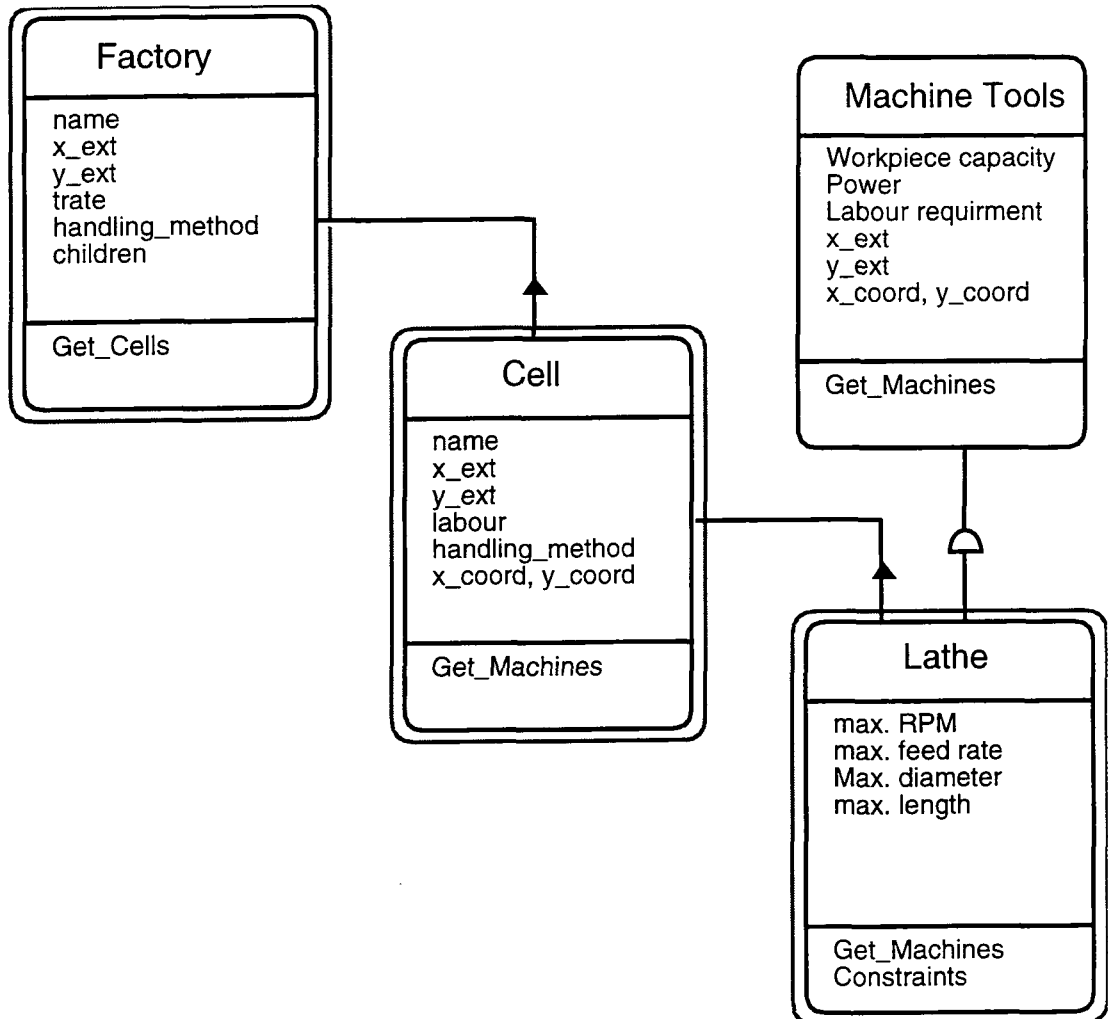 Factory
name
x_ext
y_ext
trate
handling_method
children
Get_Cells
Machine Tools
Workpiece capacity
Power
Labour requirment
x_ext
y_ext
x_coord, y_coord
Get_Machines
Cell
name
x_ext
y_ext
labour
handling_method
x_coord, y_coord
Get_Machines
Lathe
max. RPM
max. feed rate
Max. diameter
max. length
Get_Machines
Constraints